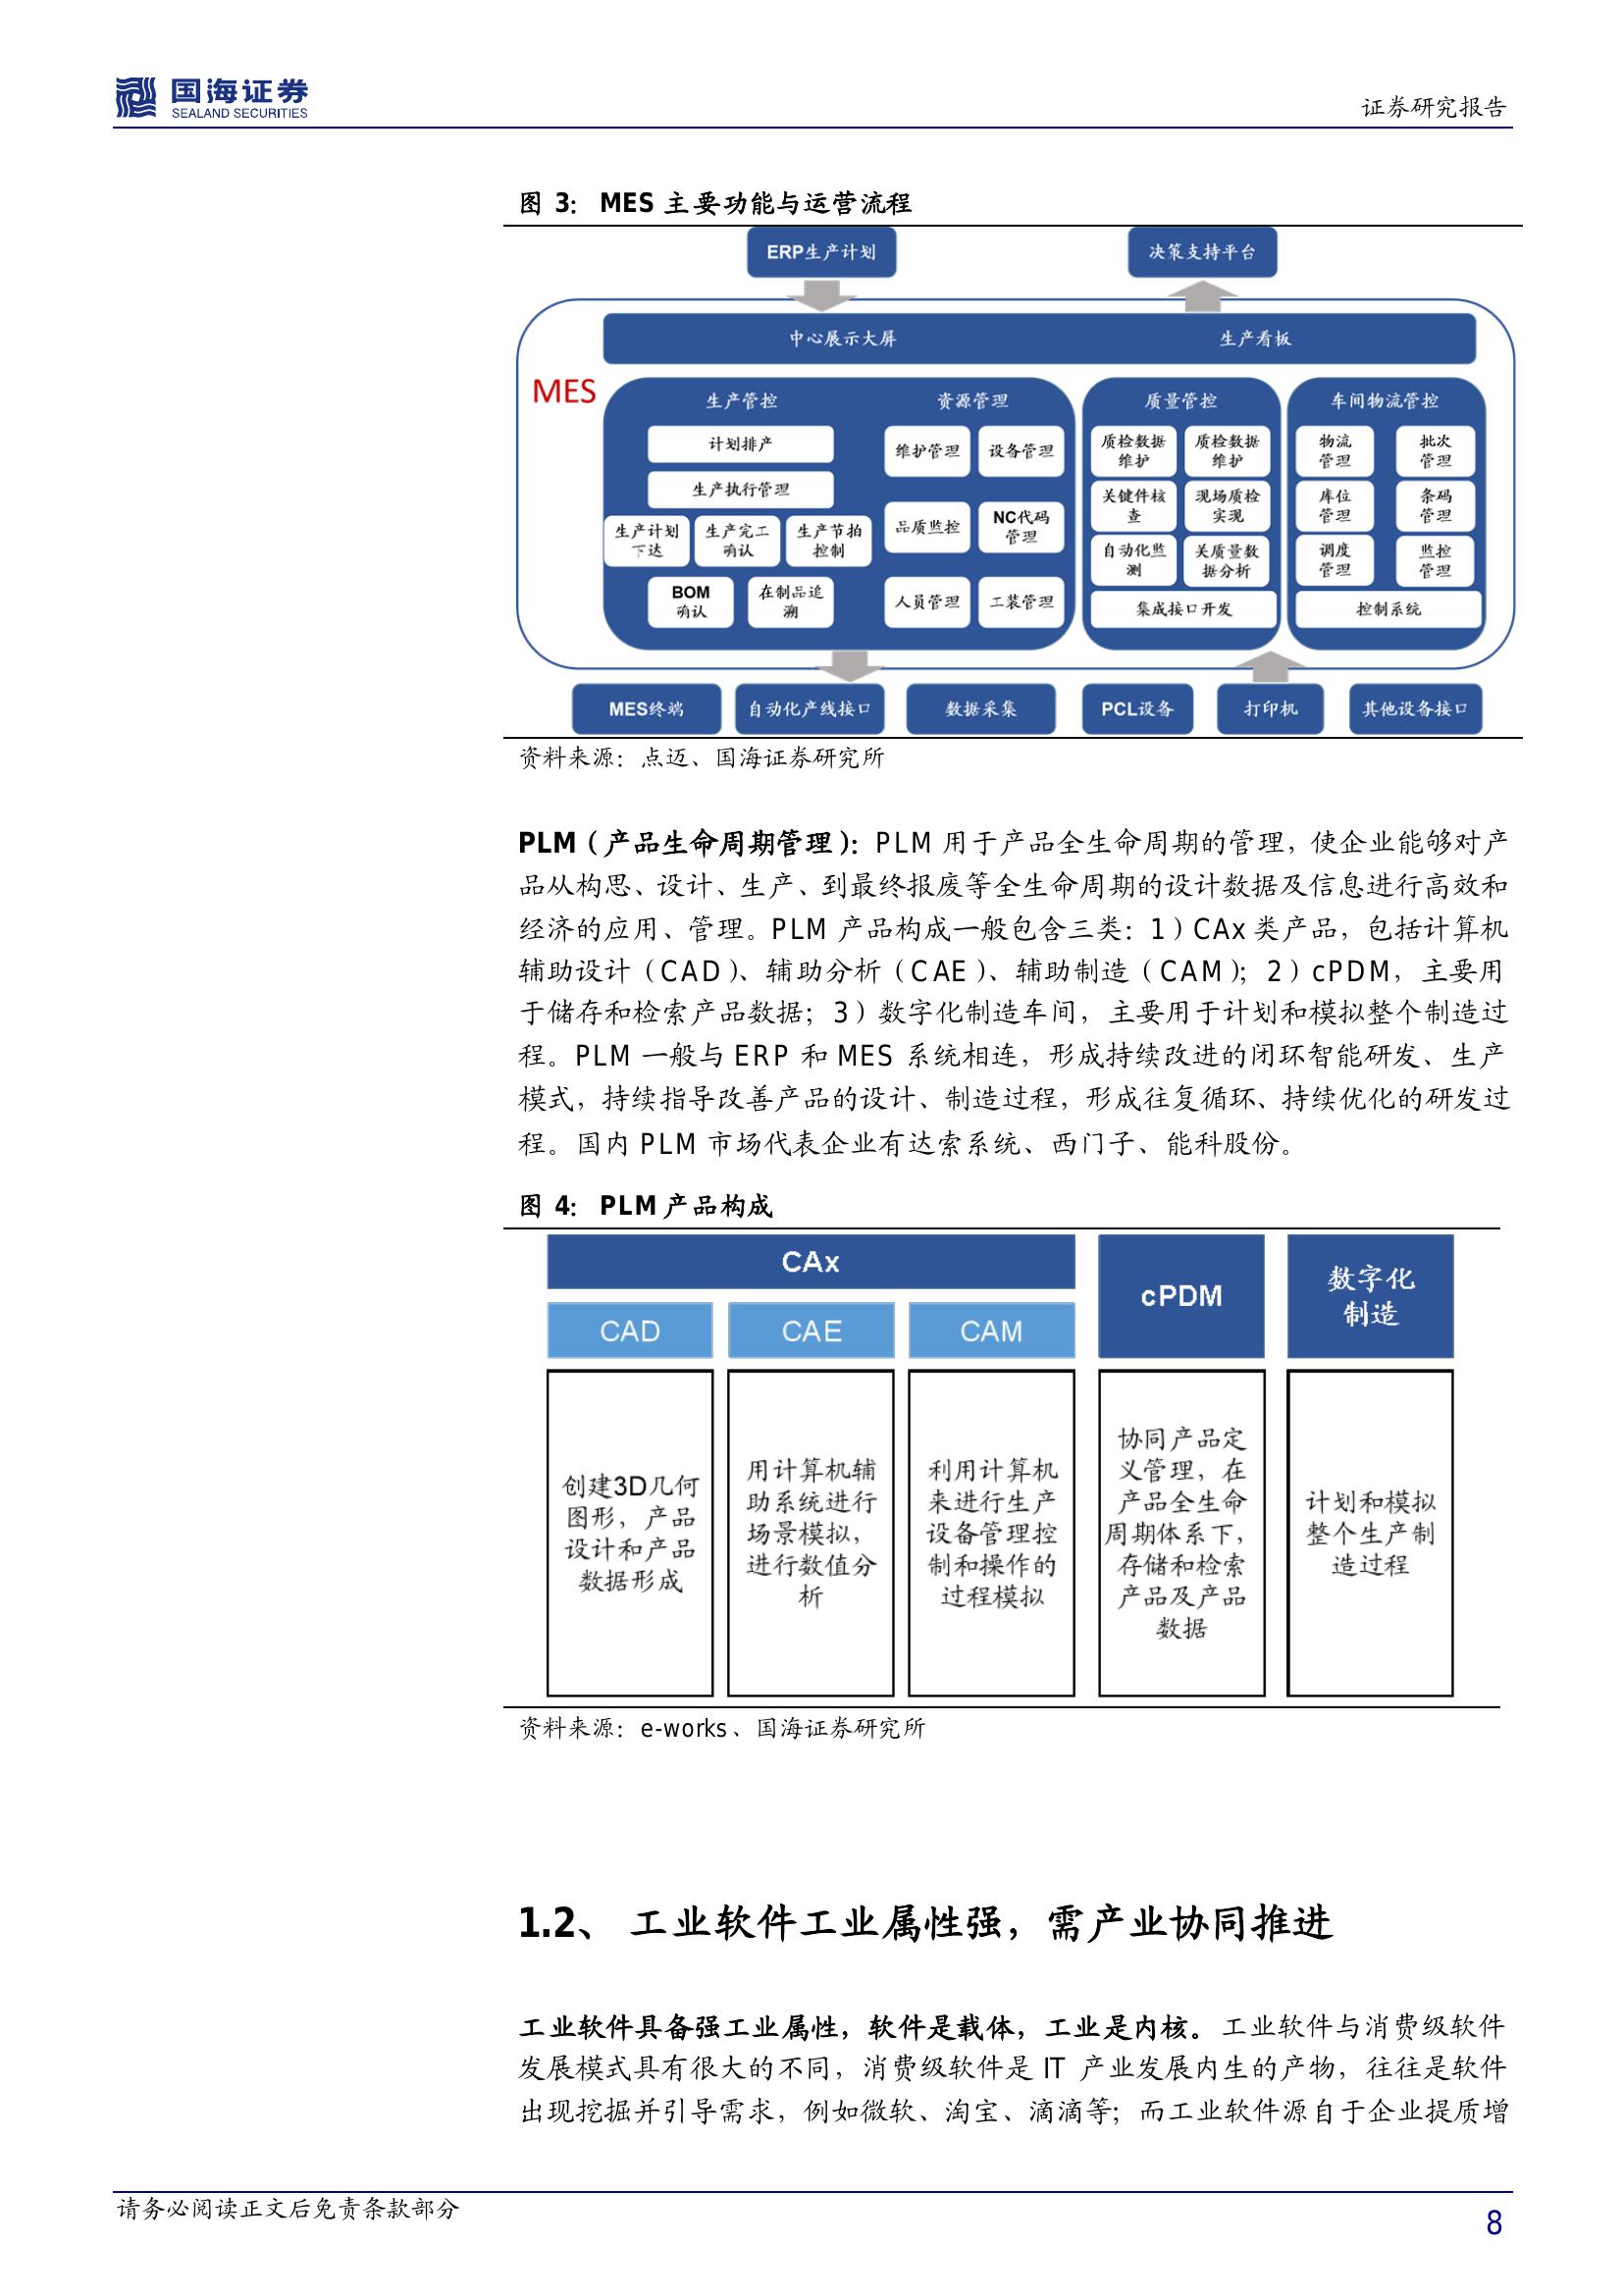 国海证券
SEALAND SECURITIES
证券研究报告
图 3： MES 主要功能与运营流程
ERP生产计划
决策支持平台
中心展示大屏
生产看板
MES
生产管控
计划排产
生产执行管理
生产计划
下达
生产完工
确认
生产节拍
控制
BOM
确认
在制品追
溯
资源管理
维护管理
设备管理
品质监控
NC代码
管理
人员管理
工装管理
质量管控
质检数据
维护
质检数据
维护
关键件核
查
现场质检
实现
自动化监
测
关质量数
据分析
集成接口开发
车间物流管控
物流
管理
批次
管理
库位
管理
条码
管理
调度
管理
监控
管理
控制系统
MES终端
自动化产线接口
数据采集
PCL设备
打印机
其他设备接口
资料来源：点迈、国海证券研究所
PLM（产品生命周期管理）：PLM 用于产品全生命周期的管理，使企业能够对产
品从构思、设计、生产、到最终报废等全生命周期的设计数据及信息进行高效和
经济的应用、管理。PLM 产品构成一般包含三类：1）CAx 类产品，包括计算机
辅助设计（CAD）、辅助分析（CAE）、辅助制造（CAM）；2）cPDM，主要用
于储存和检索产品数据；3）数字化制造车间，主要用于计划和模拟整个制造过
程。PLM 一般与 ERP 和 MES 系统相连，形成持续改进的闭环智能研发、生产
模式，持续指导改善产品的设计、制造过程，形成往复循环、持续优化的研发过
程。国内 PLM 市场代表企业有达索系统、西门子、能科股份。
图 4： PLM 产品构成
CAx
CAD
CAE
CAM
cPDM
数字化
制造
创建3D几何
图形，产品
设计和产品
数据形成
用计算机辅
助系统进行
场景模拟，
进行数值分
析
利用计算机
来进行生产
设备管理控
制和操作的
过程模拟
协同产品定
义管理，在
产品全生命
周期体系下，
存储和检索
产品及产品
数据
计划和模拟
整个生产制
造过程
资料来源：e-works、国海证券研究所
1.2、 工业软件工业属性强，需产业协同推进
工业软件具备强工业属性，软件是载体，工业是内核。工业软件与消费级软件
发展模式具有很大的不同，消费级软件是 IT 产业发展内生的产物，往往是软件
出现挖掘并引导需求，例如微软、淘宝、滴滴等；而工业软件源自于企业提质增
请务必阅读正文后免责条款部分
8